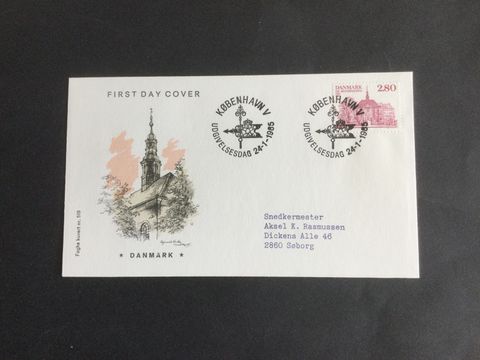 FIRST DAY COVER
KØBENHAVN V
UDGIVELSESDAG 24-1-1985
KØBENHAVN V
UDGIVELSESDAG 24-1-1985
DANMARK
2.80
Snedkermester
Aksel K. Rasmussen
Dickens Alle 46
2860 Søborg
★ DANMARK ★